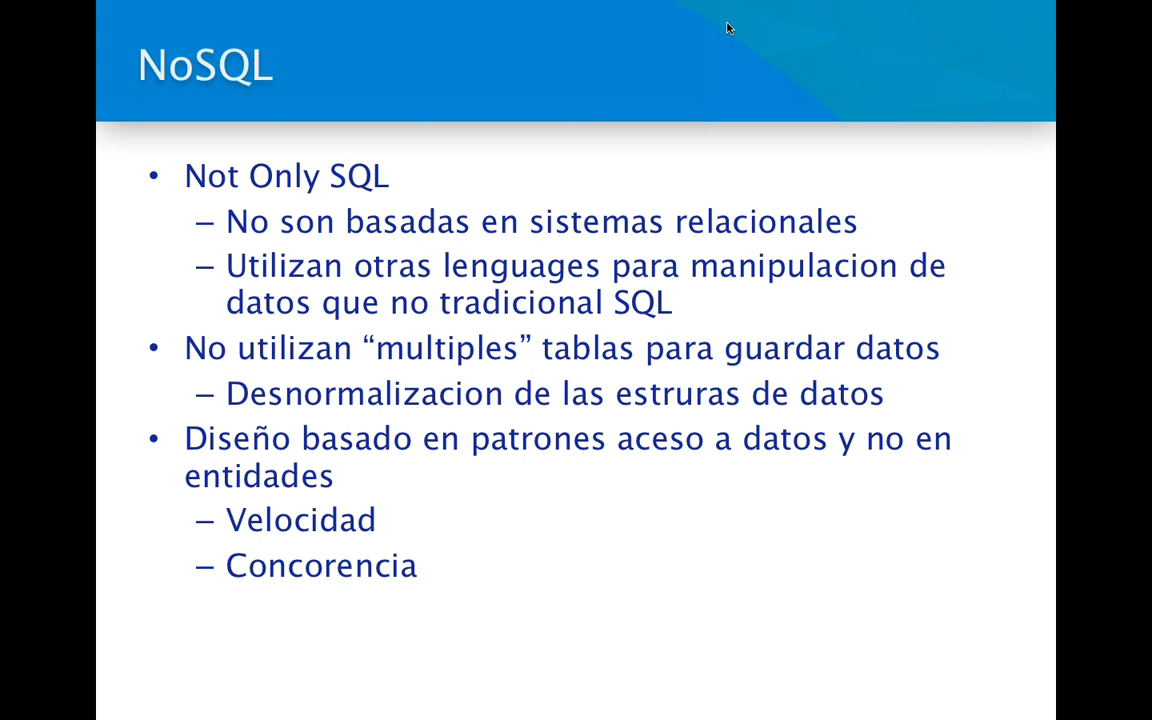 NoSQL
• Not Only SQL
– No son basadas en sistemas relacionales
– Utilizan otras lenguages para manipulacion de
datos que no tradicional SQL
• No utilizan “multiples” tablas para guardar datos
– Desnormalizacion de las estruras de datos
• Diseño basado en patrones aceso a datos y no en
entidades
– Velocidad
– Concorencia